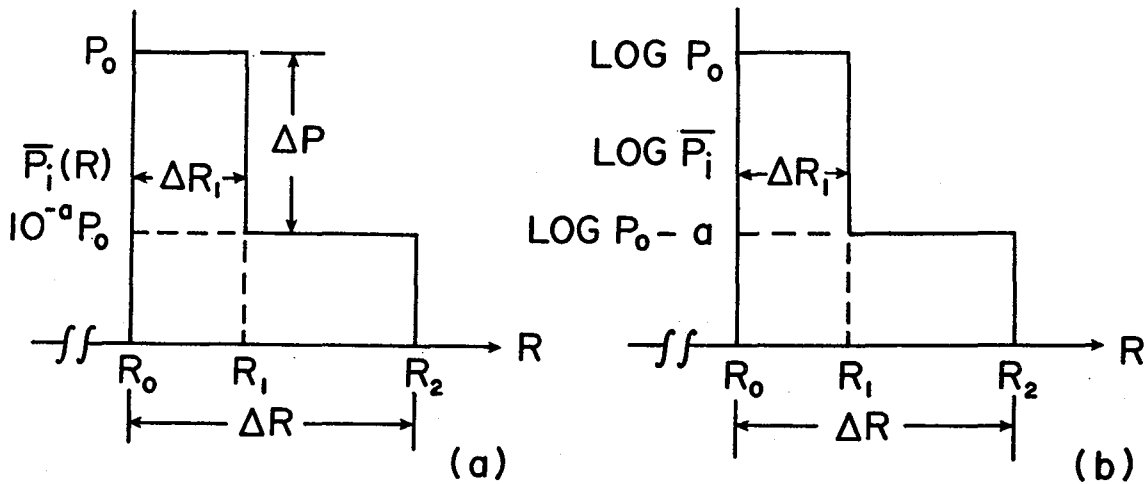 P₀
ΔP
P̅ᵢ(R)
ΔR₁
10⁻ᵃP₀
R
R₀ R₁ R₂
ΔR
(a)
LOG P₀
LOG P̅ᵢ
ΔR₁
LOG P₀ – a
R
R₀ R₁ R₂
ΔR
(b)